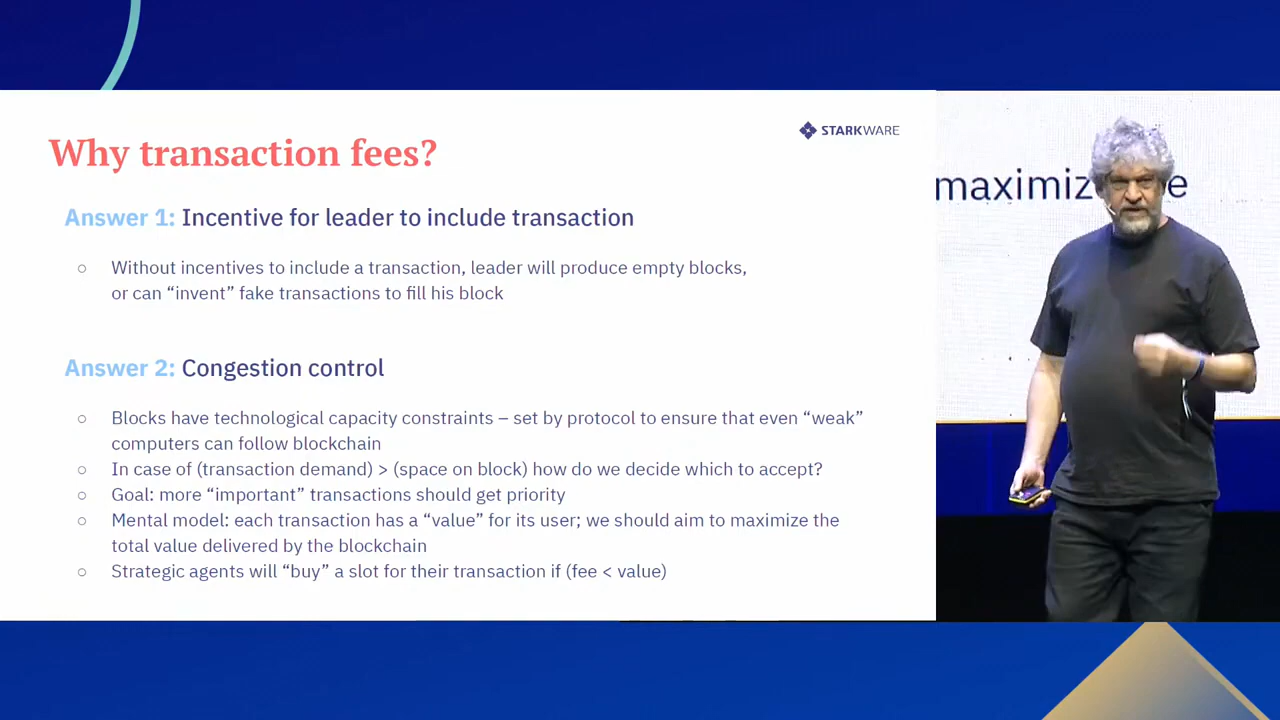 STARKWARE
Why transaction fees?
Answer 1: Incentive for leader to include transaction
○ Without incentives to include a transaction, leader will produce empty blocks,
or can “invent” fake transactions to fill his block
Answer 2: Congestion control
○ Blocks have technological capacity constraints – set by protocol to ensure that even “weak”
computers can follow blockchain
○ In case of (transaction demand) > (space on block) how do we decide which to accept?
○ Goal: more “important” transactions should get priority
○ Mental model: each transaction has a “value” for its user; we should aim to maximize the
total value delivered by the blockchain
○ Strategic agents will “buy” a slot for their transaction if (fee < value)